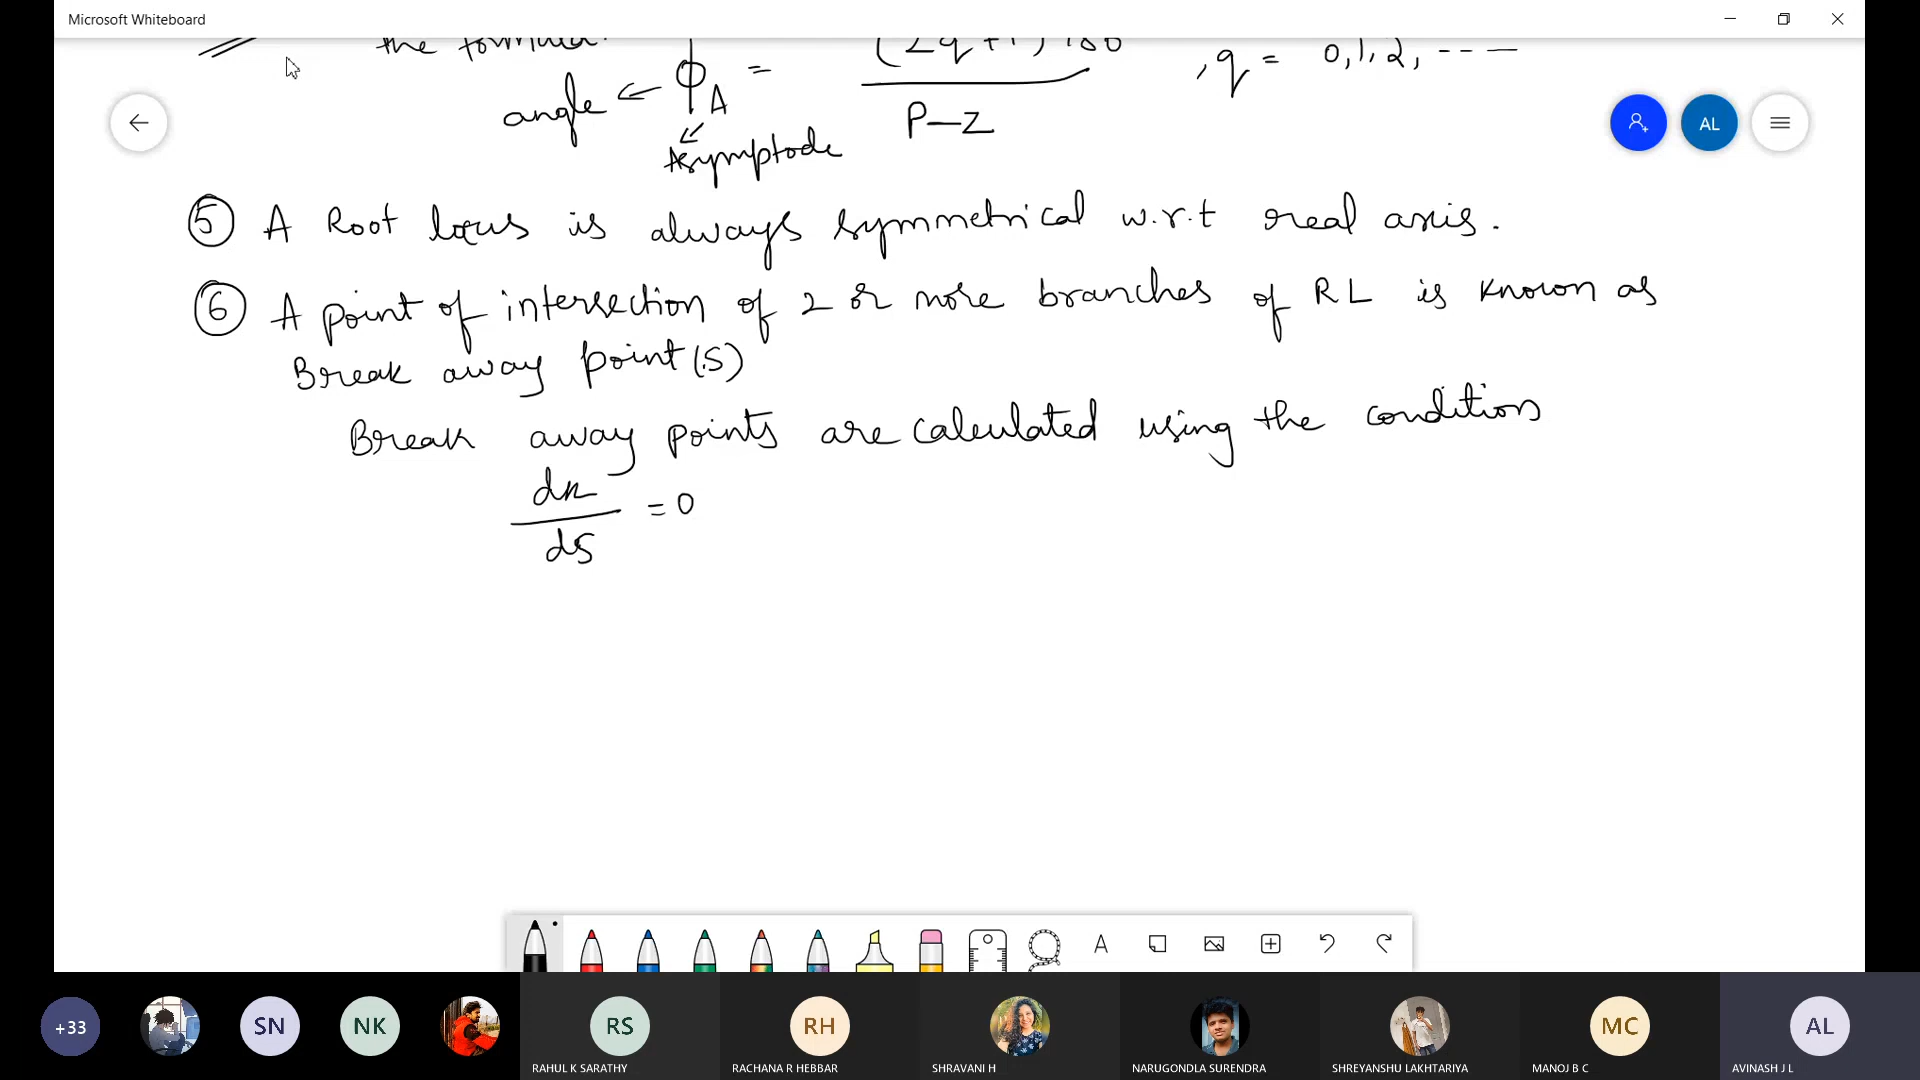 Microsoft Whiteboard
the formula.
(2q+1) 180
angle ← ϕA = ―――― , q = 0,1,2, ----
P-Z
Asymptode
AL
⑤ A Root locus is always symmetrical w.r.t real axis.
⑥ A point of intersection of 2 or more branches of RL is known as
Break away point(s)
Break away points are calculated using the condition
dk
―― = 0
ds
A
+33
SN
NK
RS
RH
MC
AL
RAHUL K SARATHY
RACHANA R HEBBAR
SHRAVANI H
NARUGONDLA SURENDRA
SHREYANSHU LAKHTARIYA
MANOJ B C
AVINASH J L